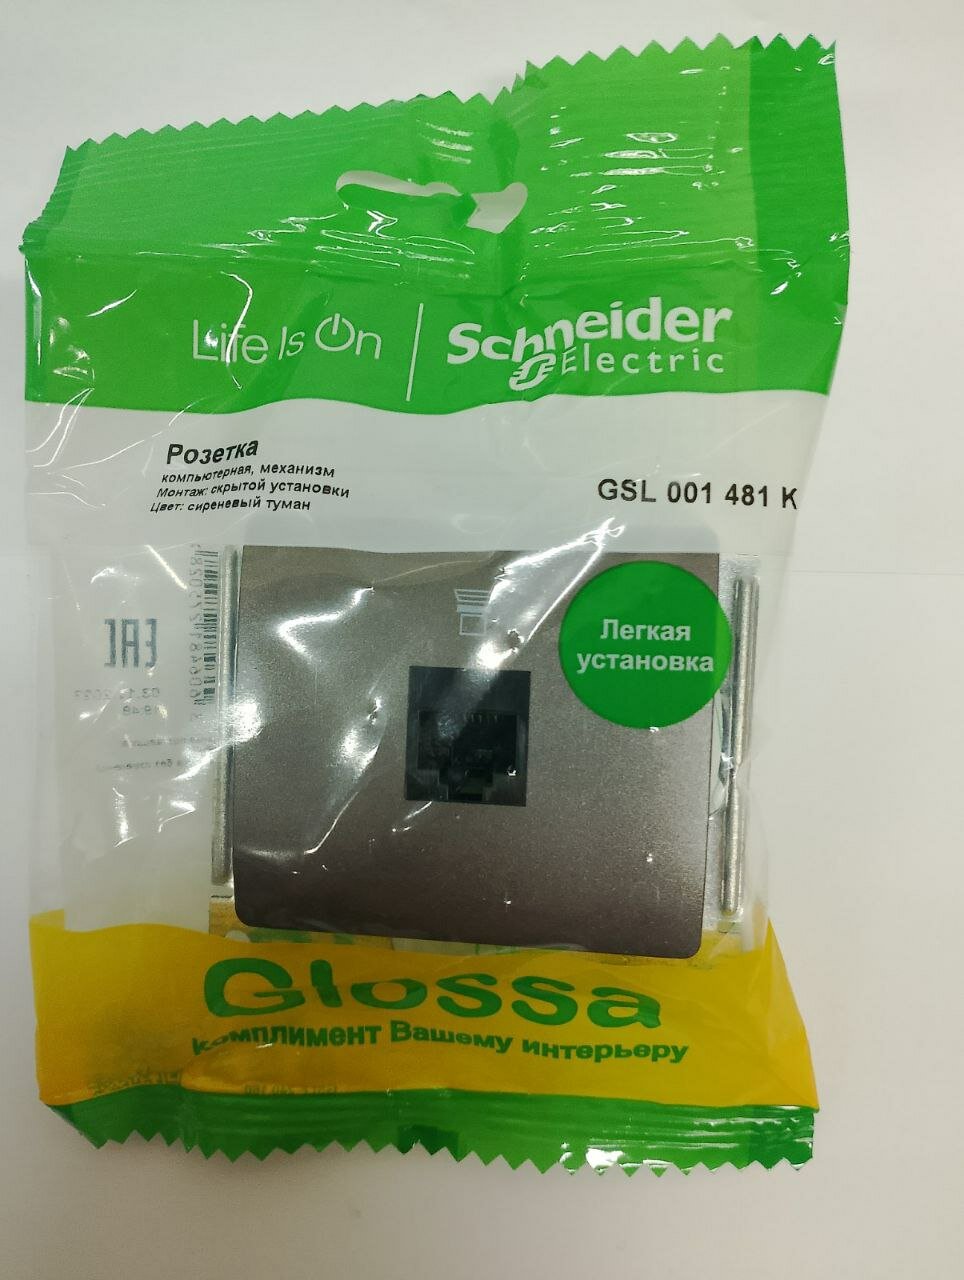 Life Is On
Schneider
Electric
Розетка
компьютерная, механизм
Монтаж: скрытой установки
Цвет: сиреневый туман
GSL 001 481 K
Легкая
установка
EAC
Glossa
комплимент Вашему интерьеру